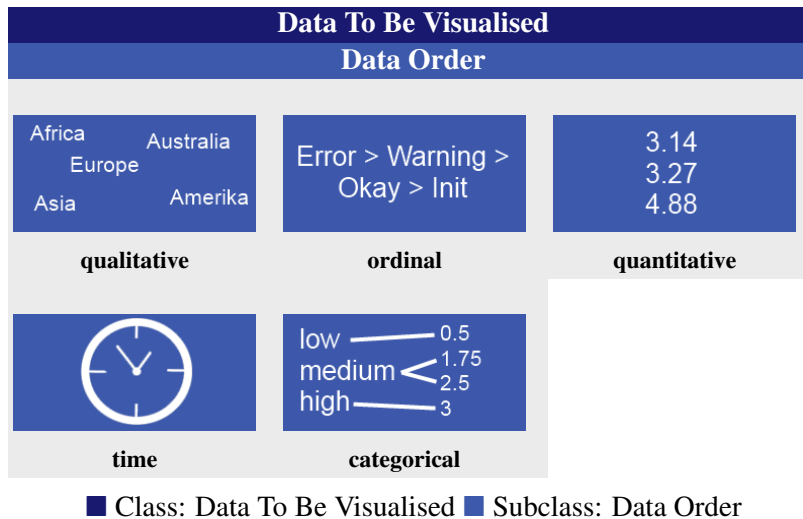 Data To Be Visualised
Data Order
Africa
Australia
Europe
Asia
Amerika
Error > Warning >
Okay > Init
3.14
3.27
4.88
qualitative
ordinal
quantitative
low 0.5
medium 1.75
2.5
high 3
time
categorical
Class: Data To Be Visualised Subclass: Data Order